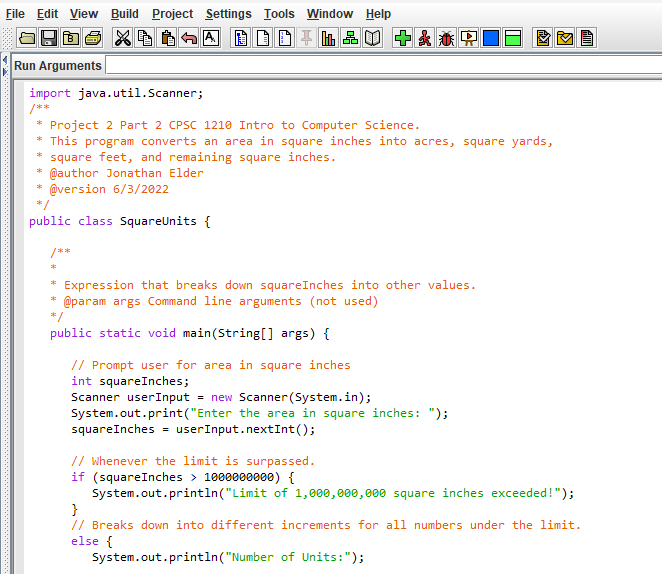 File Edit View Build Project Settings Tools Window Help
Run Arguments
import java.util.Scanner;
/**
 * Project 2 Part 2 CPSC 1210 Intro to Computer Science.
 * This program converts an area in square inches into acres, square yards,
 * square feet, and remaining square inches.
 * @author Jonathan Elder
 * @version 6/3/2022
 */
public class SquareUnits {
   /**
   *
   * Expression that breaks down squareInches into other values.
   * @param args Command line arguments (not used)
   */
   public static void main(String[] args) {
      // Prompt user for area in square inches
      int squareInches;
      Scanner userInput = new Scanner(System.in);
      System.out.print("Enter the area in square inches: ");
      squareInches = userInput.nextInt();
      // Whenever the limit is surpassed.
      if (squareInches > 1000000000) {
         System.out.println("Limit of 1,000,000,000 square inches exceeded!");
      }
      // Breaks down into different increments for all numbers under the limit.
      else {
         System.out.println("Number of Units:");